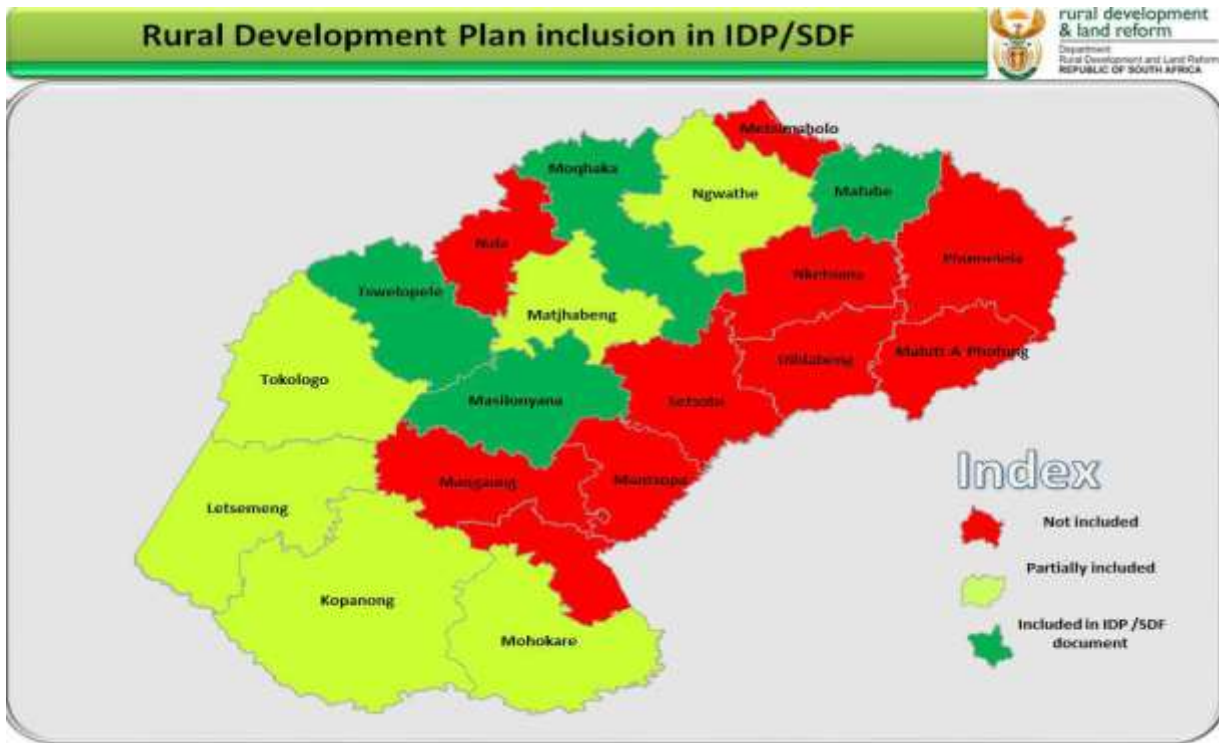 Rural Development Plan inclusion in IDP/SDF
rural development
& land reform
Department:
Rural Development and Land Reform
REPUBLIC OF SOUTH AFRICA
Metsimaholo
Moqhaka
Ngwathe
Mafube
Nala
Nketoana
Phumelela
Tswelopele
Matjhabeng
Dihlabeng
Maluti-A-Phofung
Tokologo
Masilonyana
Setsoto
Mangaung
Mantsopa
Letsemeng
Kopanong
Mohokare
Index
Not included
Partially included
Included in IDP /SDF
document